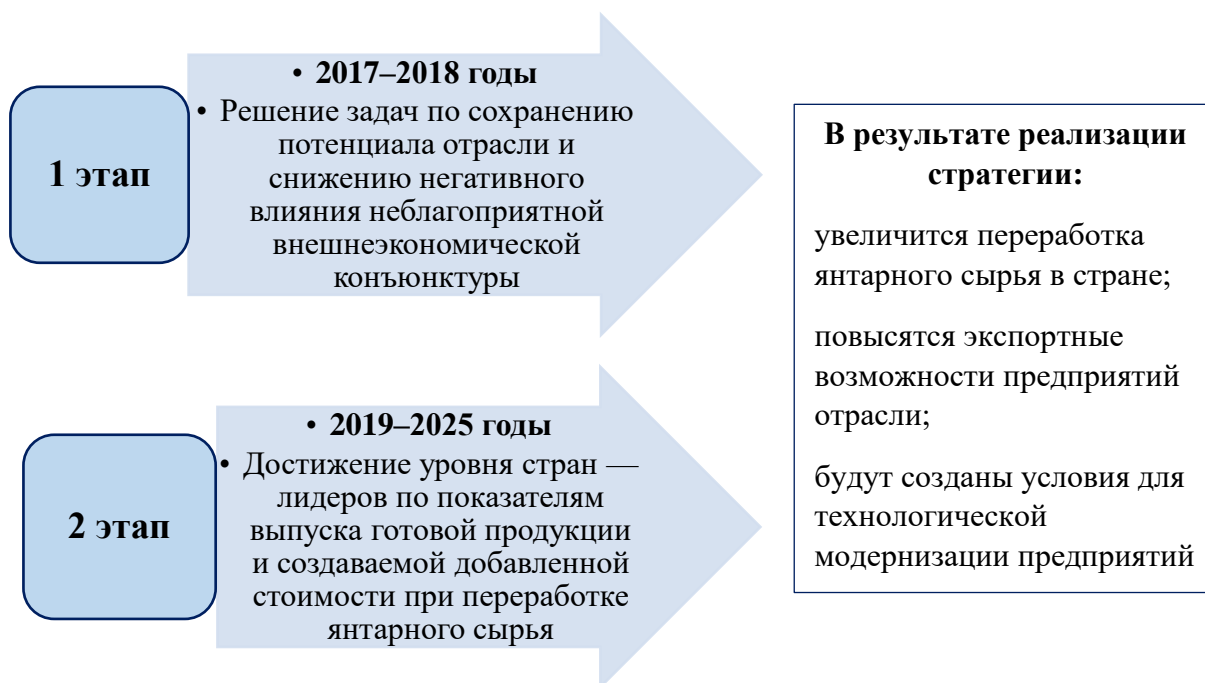 1 этап
• 2017–2018 годы
• Решение задач по сохранению
потенциала отрасли и
снижению негативного
влияния неблагоприятной
внешнеэкономической
конъюнктуры
2 этап
• 2019–2025 годы
• Достижение уровня стран —
лидеров по показателям
выпуска готовой продукции
и создаваемой добавленной
стоимости при переработке
янтарного сырья
В результате реализации
стратегии:
увеличится переработка
янтарного сырья в стране;
повысятся экспортные
возможности предприятий
отрасли;
будут созданы условия для
технологической
модернизации предприятий